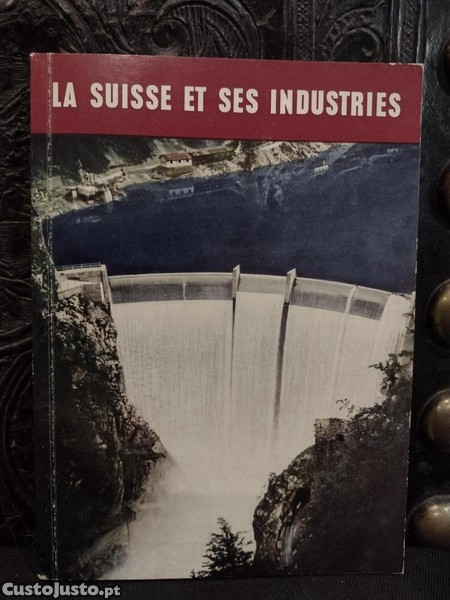 LA SUISSE ET SES INDUSTRIES
CustoJusto.pt